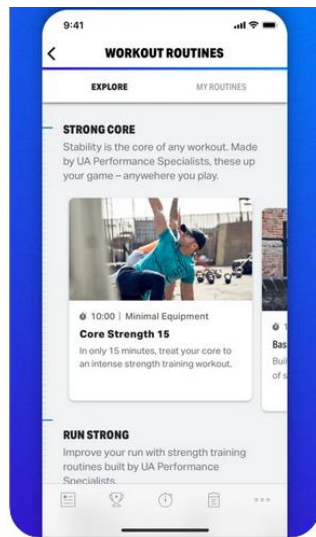 9:41
WORKOUT ROUTINES
EXPLORE
MY ROUTINES
STRONG CORE
Stability is the core of any workout. Made
by UA Performance Specialists, these up
your game – anywehere you play.
10:00 | Minimal Equipment
Core Strength 15
In only 15 minutes, treat your core to
an intense strength training workout.
1
Bas
Buil
of s
RUN STRONG
Improve your run with strength training
routines built by UA Performance
Specialists.